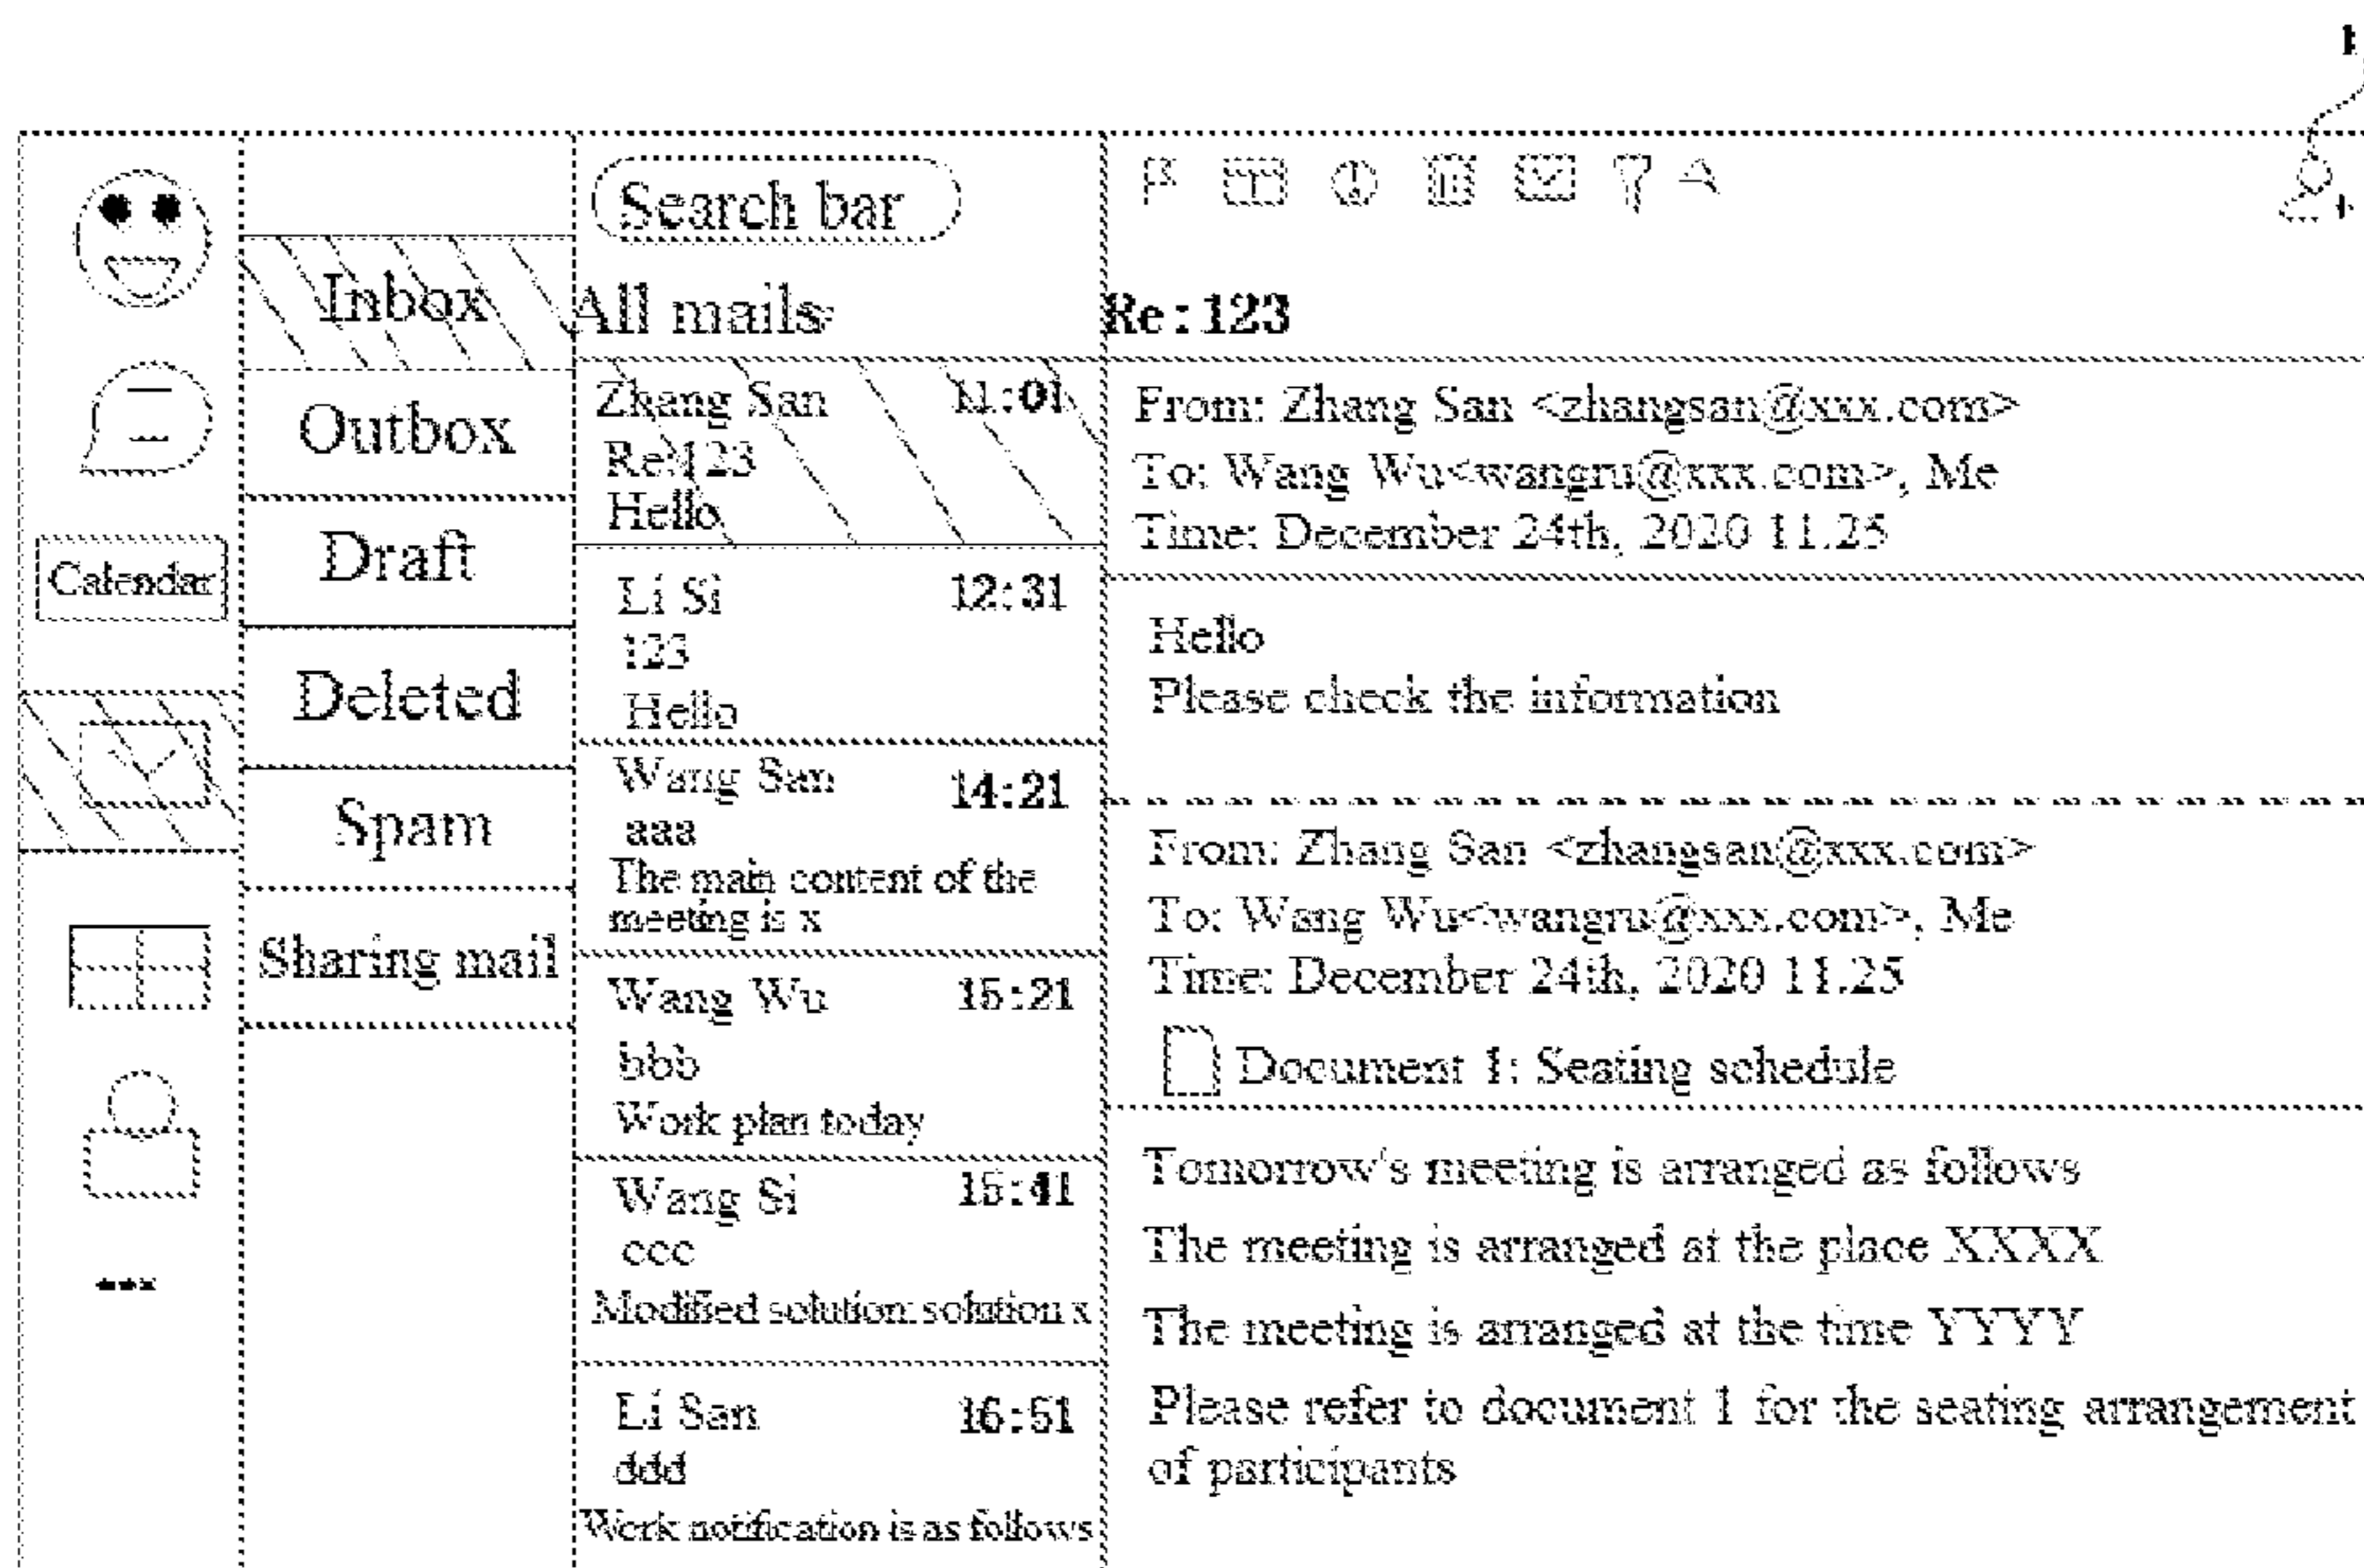 Calendar
Inbox
Outbox
Draft
Deleted
Spam
Sharing mail
Search bar
All mails
Zhang San 11:01
Re:123
Hello
Li Si 12:31
123
Hello
Wang San 14:21
aaa
The main content of the
meeting is x
Wang Wu 15:21
bbb
Work plan today
Wang Si 15:41
ccc
Modified solution:solution x
Li San 16:51
ddd
Work notification is as follows
Re:123
From: Zhang San <zhangsan@xxx.com>
To: Wang Wu<wangru@xxx.com>, Me
Time: December 24th, 2020 11.25
Hello
Please check the information
From: Zhang San <zhangsan@xxx.com>
To: Wang Wu<wangru@xxx.com>, Me
Time: December 24th, 2020 11.25
Document 1: Seating schedule
Tomorrow's meeting is arranged as follows
The meeting is arranged at the place XXXX
The meeting is arranged at the time YYYY
Please refer to document 1 for the seating arrangement
of participants